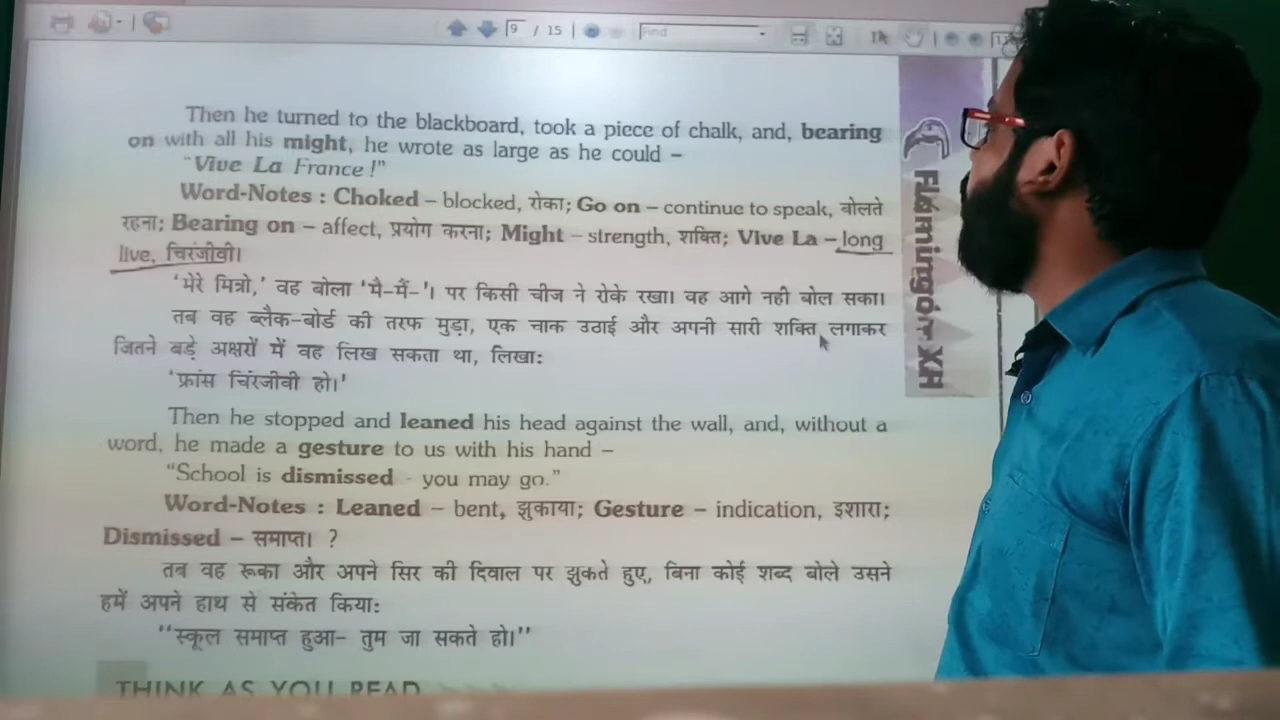 9 / 15
Find
Then he turned to the blackboard, took a piece of chalk, and, bearing
on with all his might, he wrote as large as he could –
"Vive La France !"
Word-Notes : Choked – blocked, रोका; Go on – continue to speak, बोलते
रहना; Bearing on – affect, प्रयोग करना; Might – strength, शक्ति; Vive La – long
live, चिरंजीवी।
'मेरे मित्रो,' वह बोला 'मै-मैं-'। पर किसी चीज ने रोके रखा। वह आगे नही बोल सका।
तब वह ब्लैक-बोर्ड की तरफ मुड़ा, एक चाक उठाई और अपनी सारी शक्ति लगाकर
जितने बड़े अक्षरों में वह लिख सकता था, लिखा:
'फ्रांस चिरंजीवी हो।'
Then he stopped and leaned his head against the wall, and, without a
word, he made a gesture to us with his hand –
"School is dismissed - you may go."
Word-Notes : Leaned – bent, झुकाया; Gesture – indication, इशारा;
Dismissed – समाप्त। ?
तब वह रूका और अपने सिर की दिवाल पर झुकते हुए, बिना कोई शब्द बोले उसने
हमें अपने हाथ से संकेत किया:
"स्कूल समाप्त हुआ- तुम जा सकते हो।"
THINK AS YOU READ
Flamingo-XII